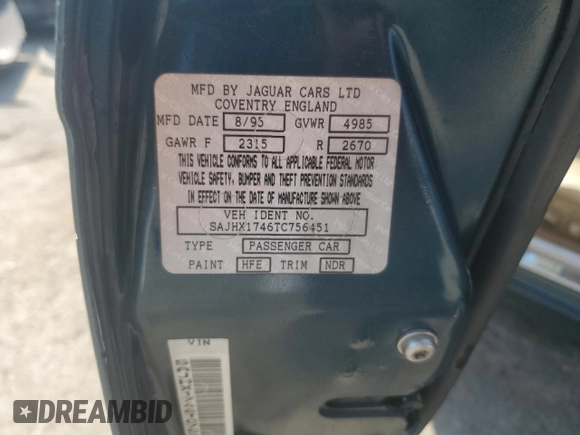 MFD BY JAGUAR CARS LTD
COVENTRY ENGLAND
MFD DATE 8/95 GVWR 4985
GAWR F 2315 R 2670
THIS VEHICLE CONFORMS TO ALL APPLICABLE FEDERAL MOTOR
VEHICLE SAFETY, BUMPER AND THEFT PREVENTION STANDARDS
IN EFFECT ON THE DATE OF MANUFACTURE SHOWN ABOVE
VEH IDENT NO.
SAJHX1746TC756451
TYPE PASSENGER CAR
PAINT HFE TRIM NDR
VIN
DREAMBID